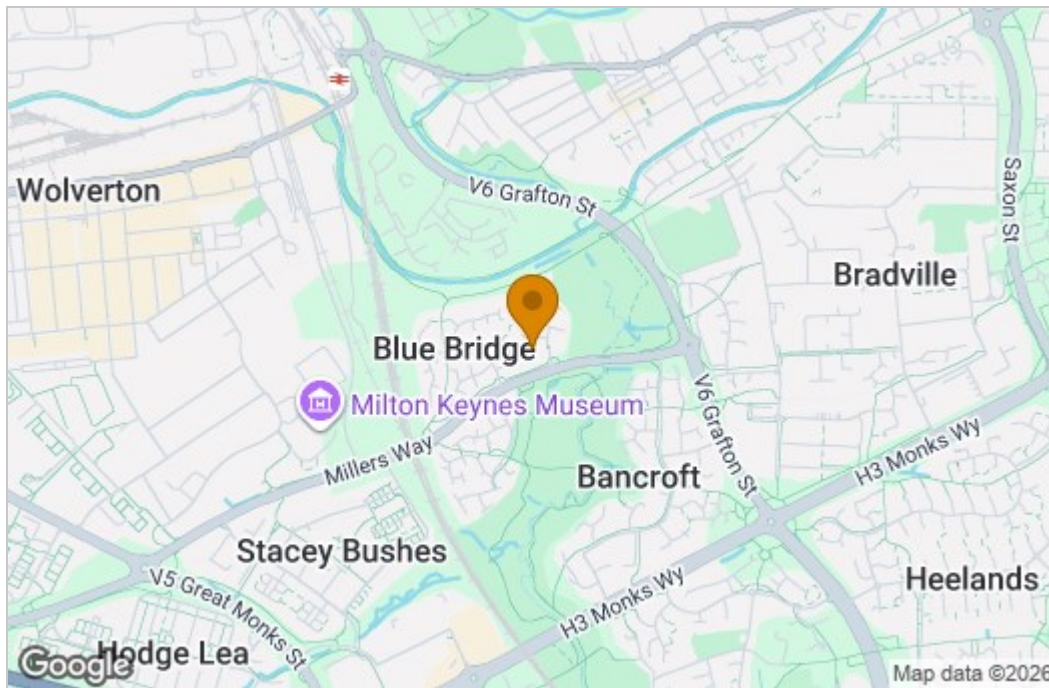 Wolverton
V6 Grafton St
Saxon St
Bradville
Blue Bridge
Milton Keynes Museum
V6 Grafton St
Millers Way
Bancroft
H3 Monks Wy
Stacey Bushes
V5 Great Monks St
H3 Monks Wy
Heelands
Hodge Lea
Google
Map data ©2026